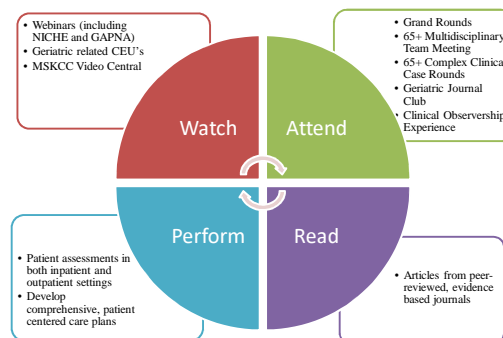 • Webinars (including
NICHE and GAPNA)
• Geriatric related CEU's
• MSKCC Video Central
• Grand Rounds
• 65+ Multidisciplinary
Team Meeting
• 65+ Complex Clinical
Case Rounds
• Geriatric Journal
Club
• Clinical Observership
Experience
Watch
Attend
Perform
Read
• Patient assessments in
both inpatient and
outpatient settings
• Develop
comprehensive, patient
centered care plans
• Articles from peer-
reviewed, evidence
based journals